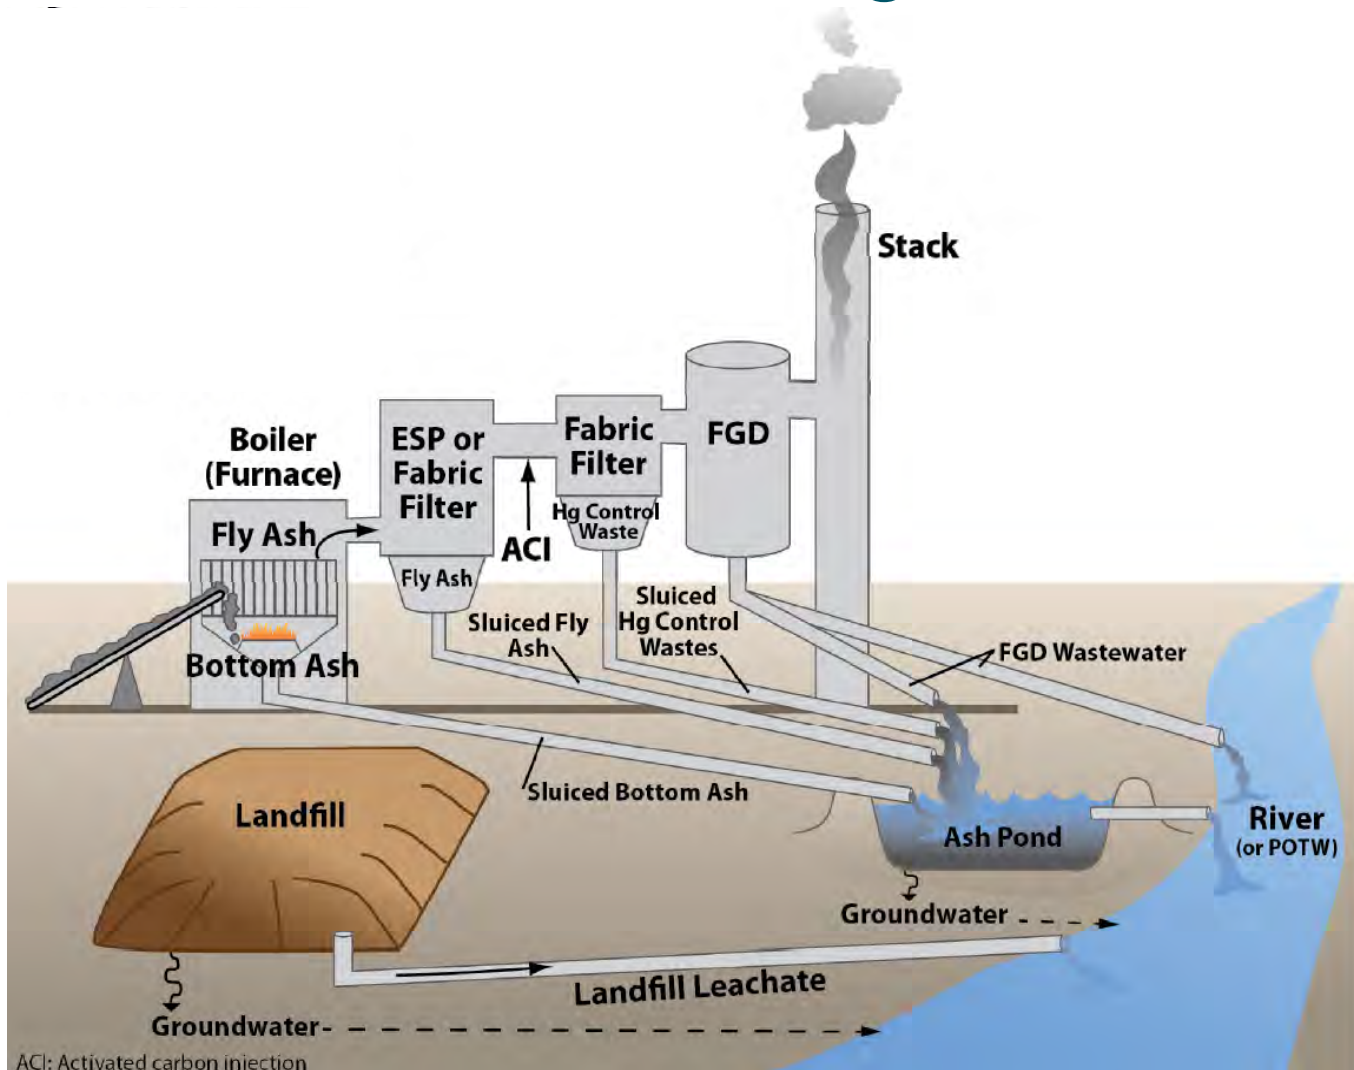 Stack
Boiler
(Furnace)
ESP or
Fabric
Filter
Fabric
Filter
FGD
Fly Ash
Hg Control
Waste
ACI
Fly Ash
Sluiced Fly
Ash
Sluiced
Hg Control
Wastes
FGD Wastewater
Bottom Ash
Sluiced Bottom Ash
Landfill
Ash Pond
River
(or POTW)
Groundwater
Landfill Leachate
Groundwater
ACI: Activated carbon injection